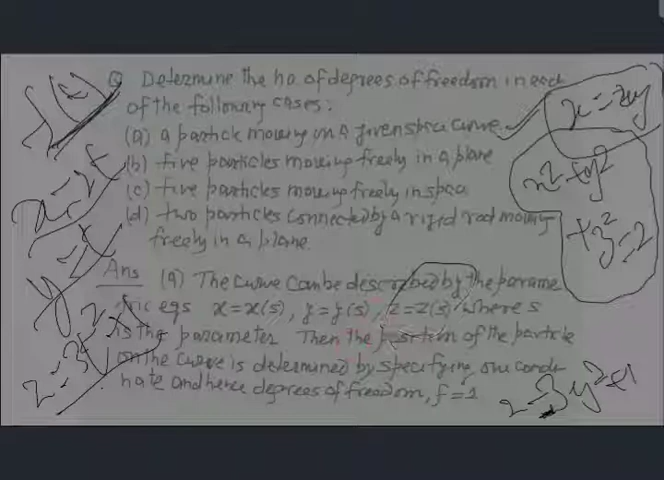 Q Determine the no. of degrees of freedom in each
of the following cases:
(a) a particle moving on a given space curve
(b) five particles moving freely in a plane
(c) five particles moving freely in space
(d) two particles connected by a rigid rod moving
freely in a plane
Ans (a) The curve can be described by the parame
tric eqs x=x(s), y=y(s), z=z(s) where s
is the parameter. Then the position of the particle
on the curve is determined by specifying one coordi
nate and hence degrees of freedom, f=1
x²+y²
+z²=2